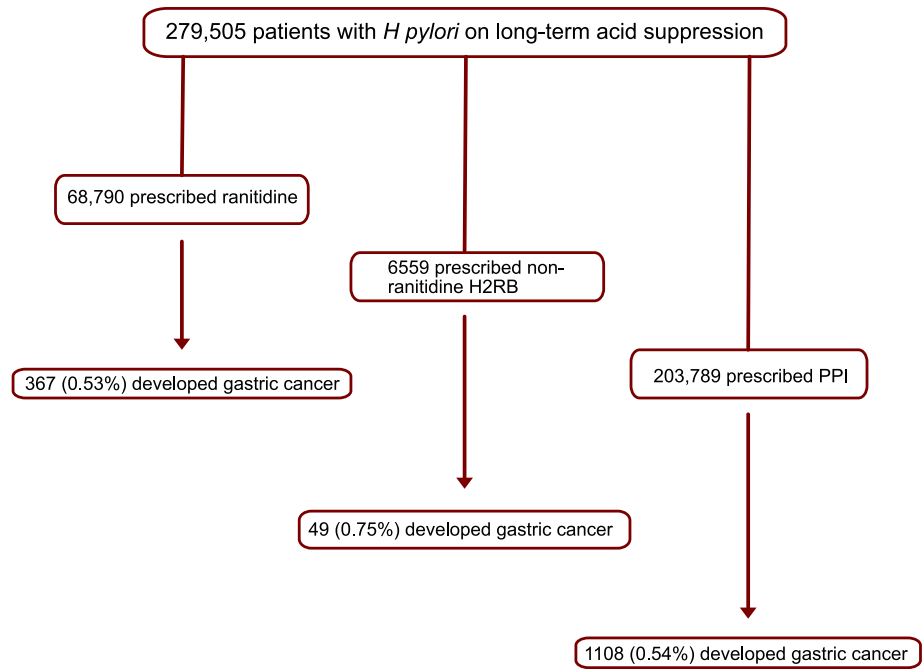 279,505 patients with H pylori on long-term acid suppression
68,790 prescribed ranitidine
6559 prescribed non-
ranitidine H2RB
367 (0.53%) developed gastric cancer
203,789 prescribed PPI
49 (0.75%) developed gastric cancer
1108 (0.54%) developed gastric cancer